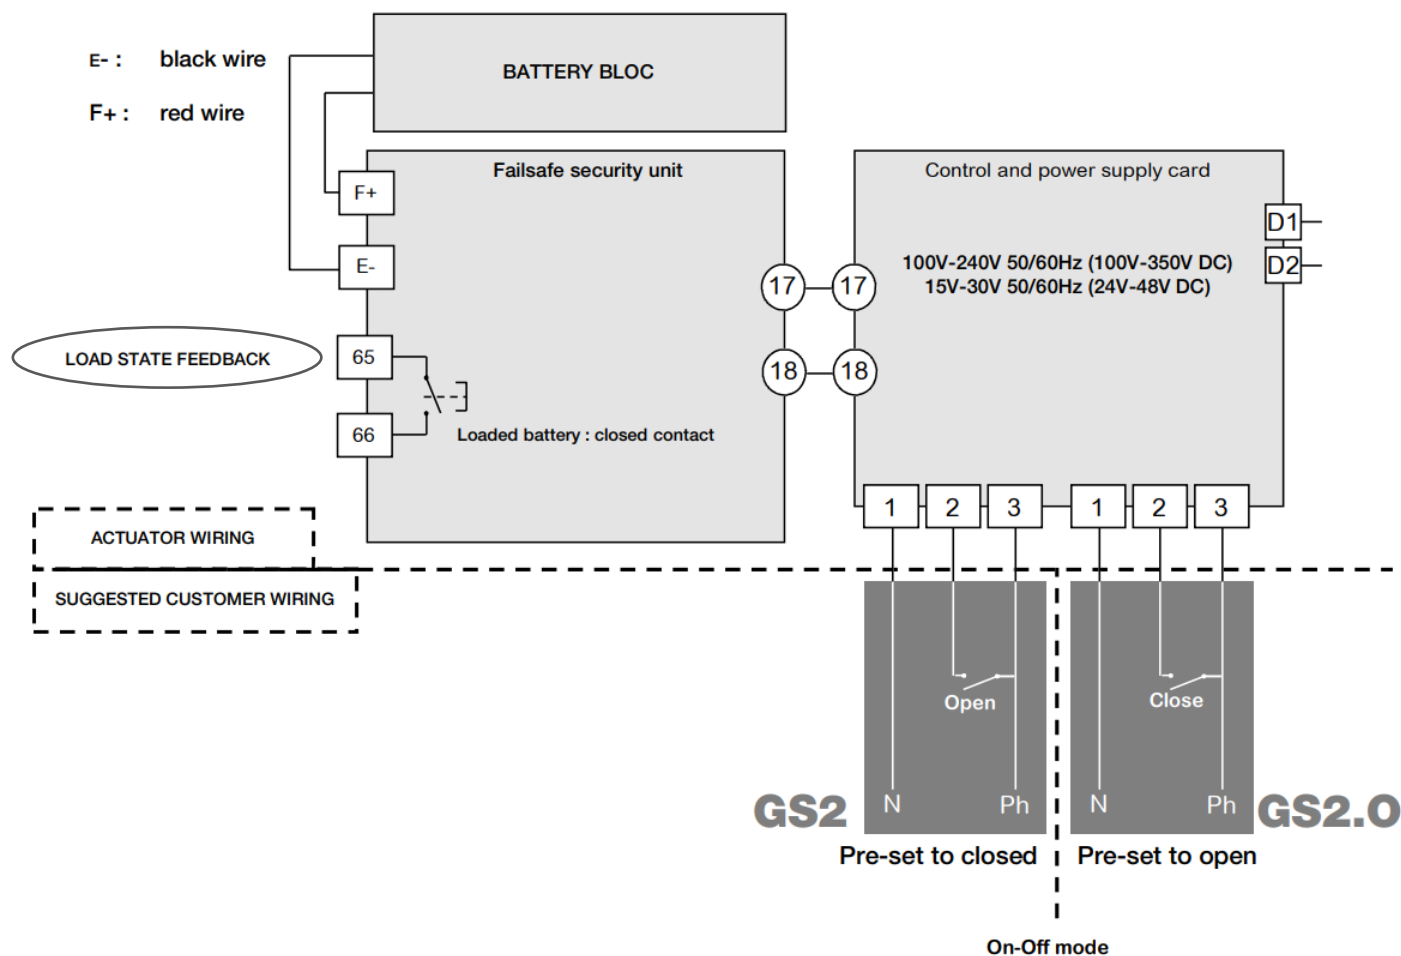 E- : black wire
F+ : red wire
BATTERY BLOC
Failsafe security unit
Control and power supply card
F+
E-
D1
D2
100V-240V 50/60Hz (100V-350V DC)
15V-30V 50/60Hz (24V-48V DC)
17
17
18
18
LOAD STATE FEEDBACK
65
66
Loaded battery : closed contact
1
2
3
1
2
3
ACTUATOR WIRING
SUGGESTED CUSTOMER WIRING
Open
Close
GS2
N
Ph
N
Ph
GS2.O
Pre-set to closed
Pre-set to open
On-Off mode